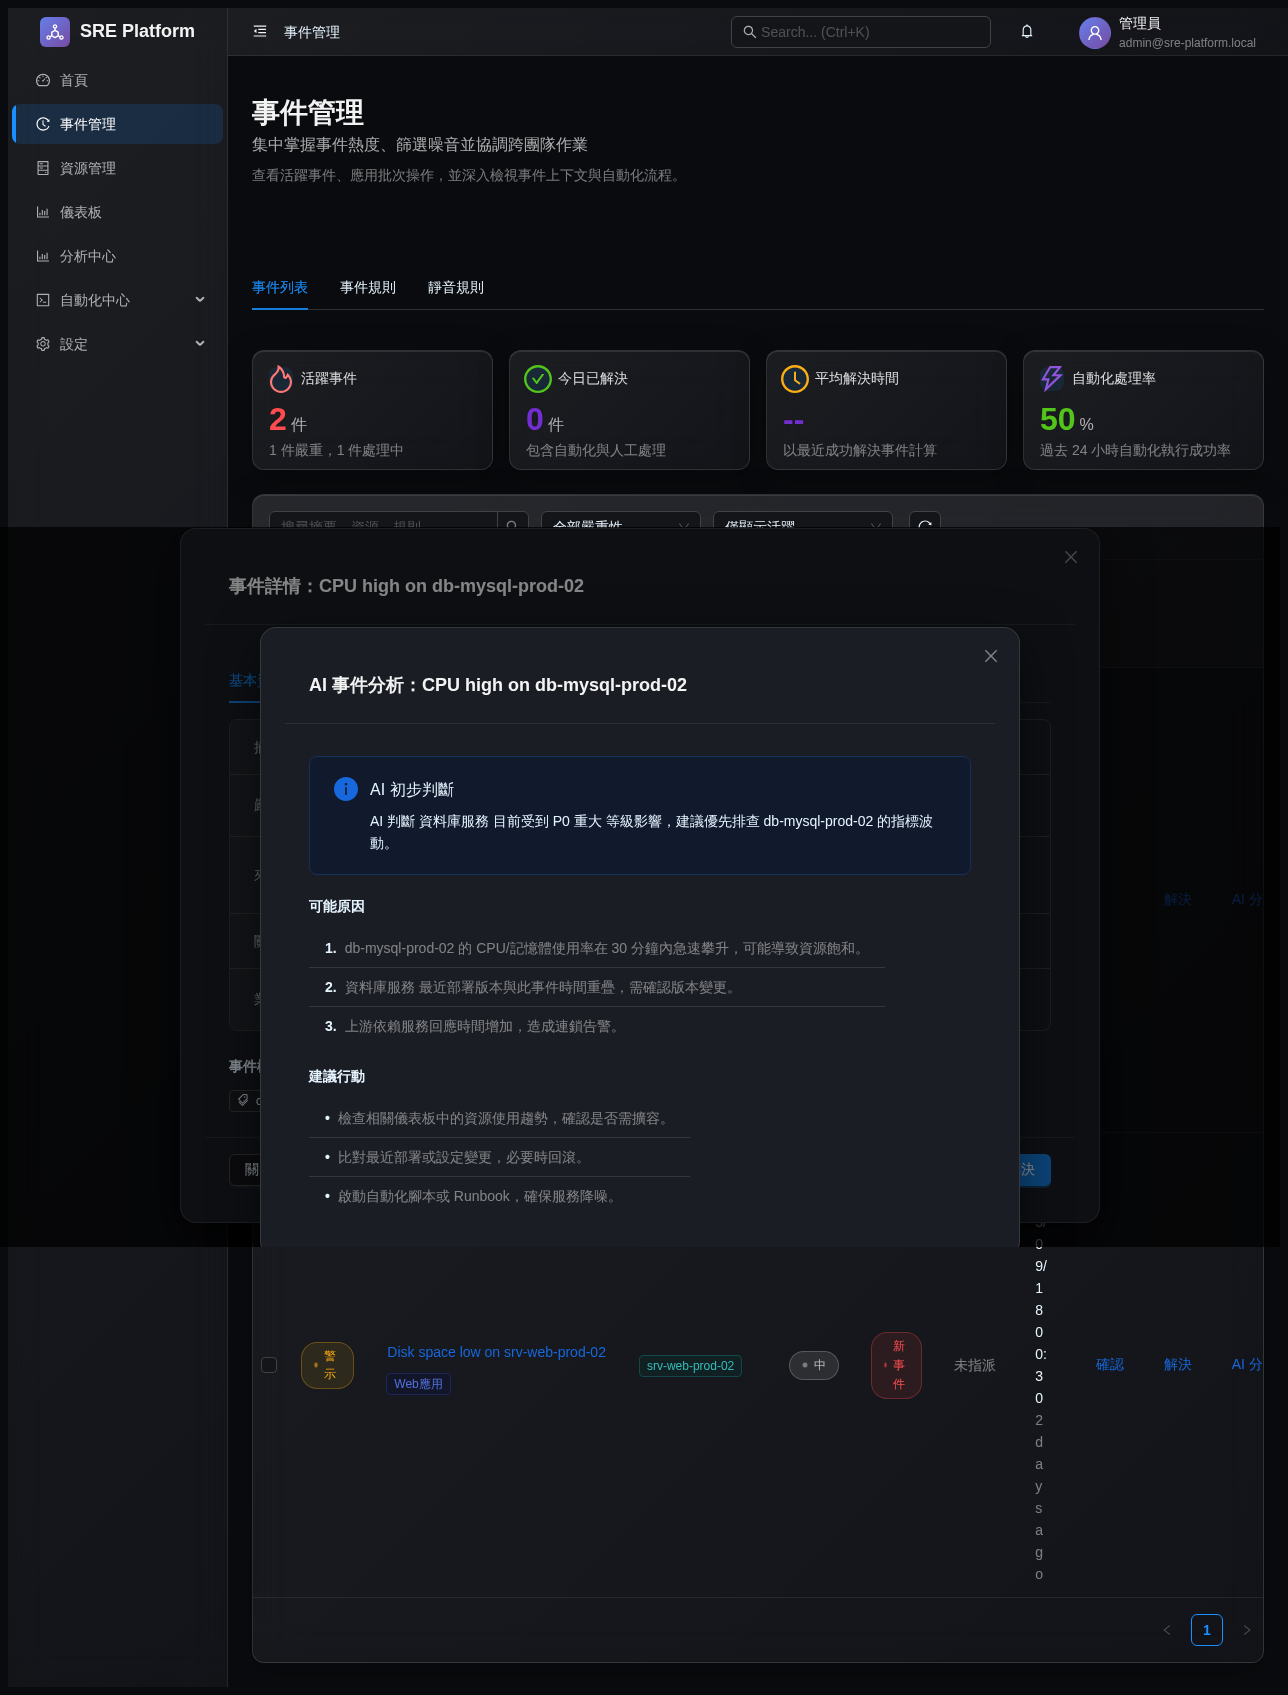 SRE Platform
首頁
事件管理
資源管理
儀表板
分析中心
自動化中心
設定
事件管理
Search... (Ctrl+K)
管理員
admin@sre-platform.local
事件管理
集中掌握事件熱度、篩選噪音並協調跨團隊作業
查看活躍事件、應用批次操作，並深入檢視事件上下文與自動化流程。
事件列表 事件規則 靜音規則
活躍事件
2 件
1 件嚴重，1 件處理中
今日已解決
0 件
包含自動化與人工處理
平均解決時間
--
以最近成功解決事件計算
自動化處理率
50 %
過去 24 小時自動化執行成功率
全部嚴重性 僅顯示活躍
事件詳情：CPU high on db-mysql-prod-02
基本
AI 事件分析：CPU high on db-mysql-prod-02
AI 初步判斷
AI 判斷 資料庫服務 目前受到 P0 重大 等級影響，建議優先排查 db-mysql-prod-02 的指標波
動。
可能原因
1. db-mysql-prod-02 的 CPU/記憶體使用率在 30 分鐘內急速攀升，可能導致資源飽和。
2. 資料庫服務 最近部署版本與此事件時間重疊，需確認版本變更。
3. 上游依賴服務回應時間增加，造成連鎖告警。
建議行動
• 檢查相關儀表板中的資源使用趨勢，確認是否需擴容。
• 比對最近部署或設定變更，必要時回滾。
• 啟動自動化腳本或 Runbook，確保服務降噪。
事件
關
決
解決 AI 分
警
示
Disk space low on srv-web-prod-02
Web應用
srv-web-prod-02
中
新
事
件
未指派
0
9/
1
8
0
0:
3
0
2
d
a
y
s
a
g
o
確認 解決 AI 分
1